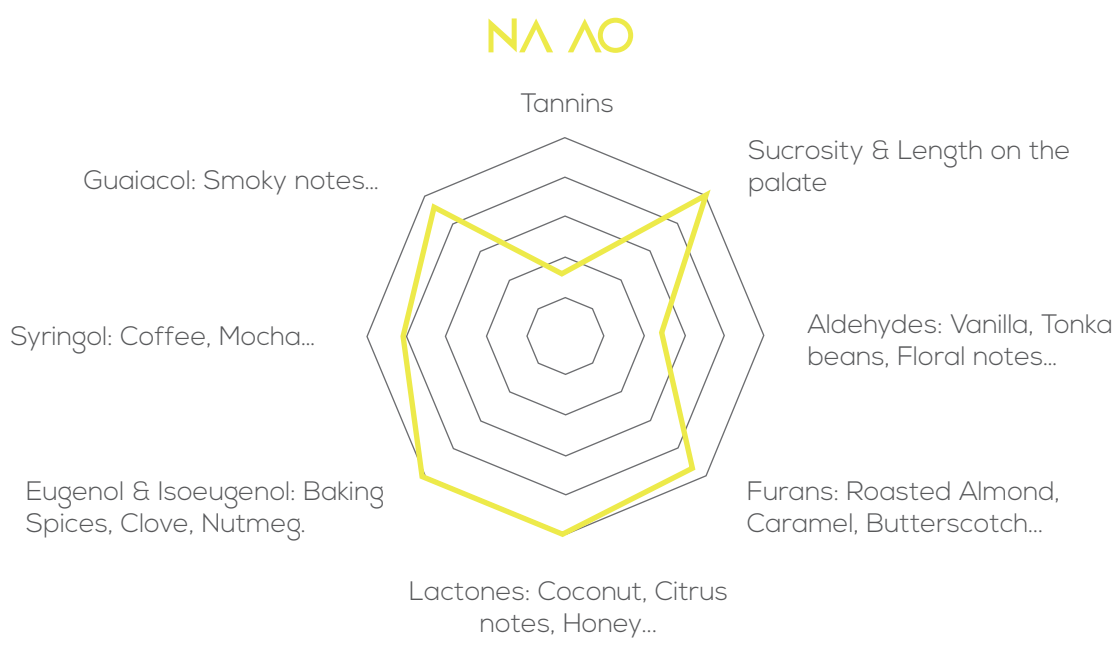 NA AO
Tannins
Sucrosity & Length on the
palate
Guaiacol: Smoky notes...
Syringol: Coffee, Mocha...
Aldehydes: Vanilla, Tonka
beans, Floral notes...
Eugenol & Isoeugenol: Baking
Spices, Clove, Nutmeg.
Furans: Roasted Almond,
Caramel, Butterscotch...
Lactones: Coconut, Citrus
notes, Honey...